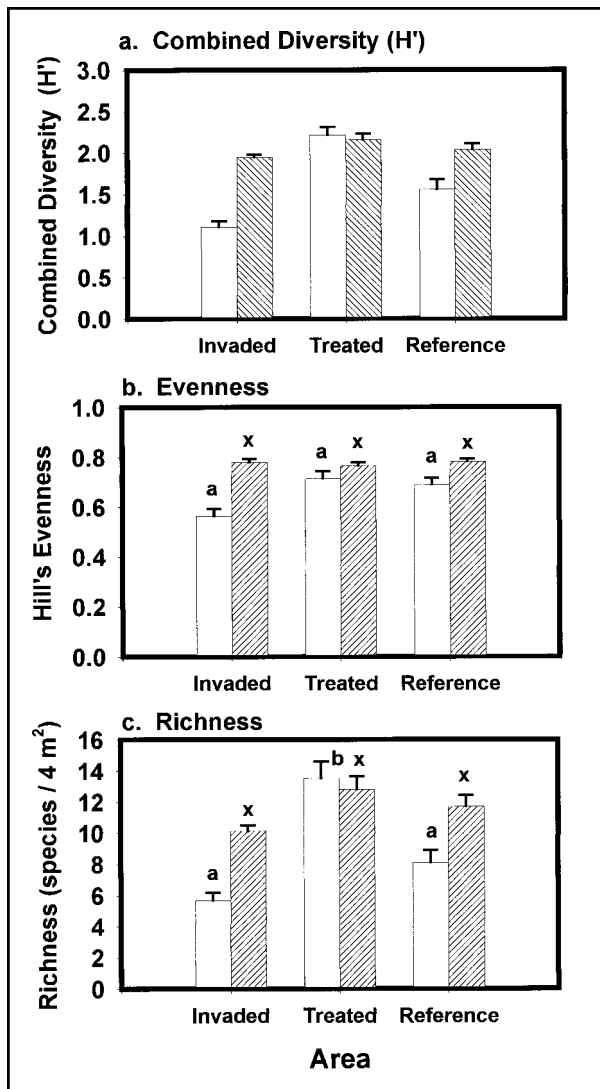 a. Combined Diversity (H')
Combined Diversity (H')
3.0
2.5
2.0
1.5
1.0
0.5
0.0
Invaded Treated Reference
b. Evenness
Hill's Evenness
1.0
0.8
0.6
0.4
0.2
0.0
a x a x a x
Invaded Treated Reference
c. Richness
Richness (species / 4 m²)
16
14
12
10
8
6
4
2
0
a x b x a x
Invaded Treated Reference
Area